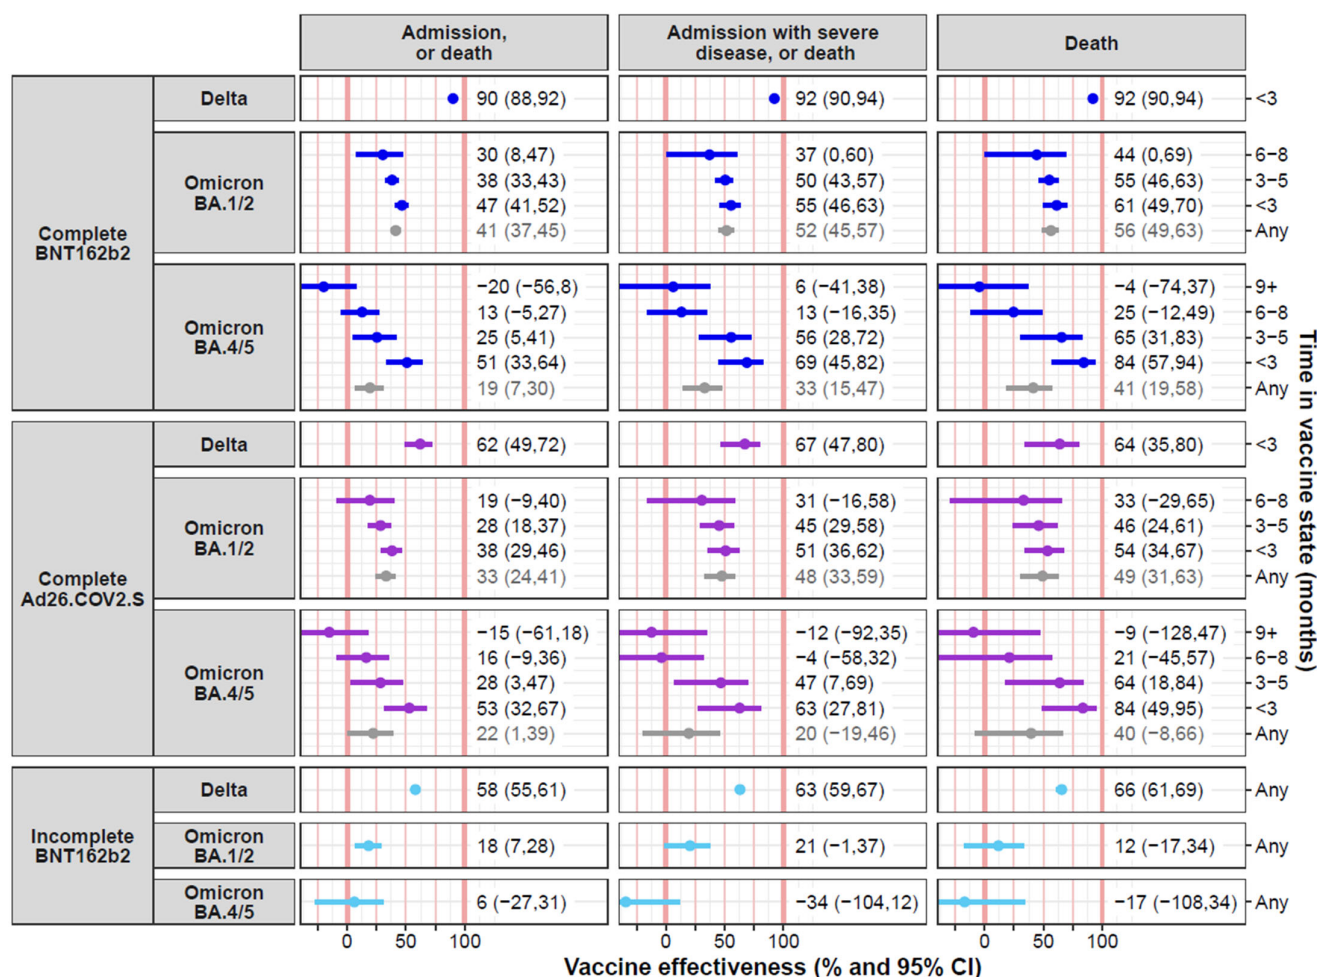 Admission,
or death
Admission with severe
disease, or death
Death
Complete
BNT162b2
Delta
90 (88,92)
92 (90,94)
92 (90,94)
<3
Omicron
BA.1/2
30 (8,47)
37 (0,60)
44 (0,69)
6−8
38 (33,43)
50 (43,57)
55 (46,63)
3−5
47 (41,52)
55 (46,63)
61 (49,70)
<3
41 (37,45)
52 (45,57)
56 (49,63)
Any
Omicron
BA.4/5
−20 (−56,8)
6 (−41,38)
−4 (−74,37)
9+
13 (−5,27)
13 (−16,35)
25 (−12,49)
6−8
25 (5,41)
56 (28,72)
65 (31,83)
3−5
51 (33,64)
69 (45,82)
84 (57,94)
<3
19 (7,30)
33 (15,47)
41 (19,58)
Any
Complete
Ad26.COV2.S
Delta
62 (49,72)
67 (47,80)
64 (35,80)
<3
Omicron
BA.1/2
19 (−9,40)
31 (−16,58)
33 (−29,65)
6−8
28 (18,37)
45 (29,58)
46 (24,61)
3−5
38 (29,46)
51 (36,62)
54 (34,67)
<3
33 (24,41)
48 (33,59)
49 (31,63)
Any
Omicron
BA.4/5
−15 (−61,18)
−12 (−92,35)
−9 (−128,47)
9+
16 (−9,36)
−4 (−58,32)
21 (−45,57)
6−8
28 (3,47)
47 (7,69)
64 (18,84)
3−5
53 (32,67)
63 (27,81)
84 (49,95)
<3
22 (1,39)
20 (−19,46)
40 (−8,66)
Any
Incomplete
BNT162b2
Delta
58 (55,61)
63 (59,67)
66 (61,69)
Any
Omicron
BA.1/2
18 (7,28)
21 (−1,37)
12 (−17,34)
Any
Omicron
BA.4/5
6 (−27,31)
−34 (−104,12)
−17 (−108,34)
Any
0 50 100
0 50 100
0 50 100
Vaccine effectiveness (% and 95% CI)
Time in vaccine state (months)